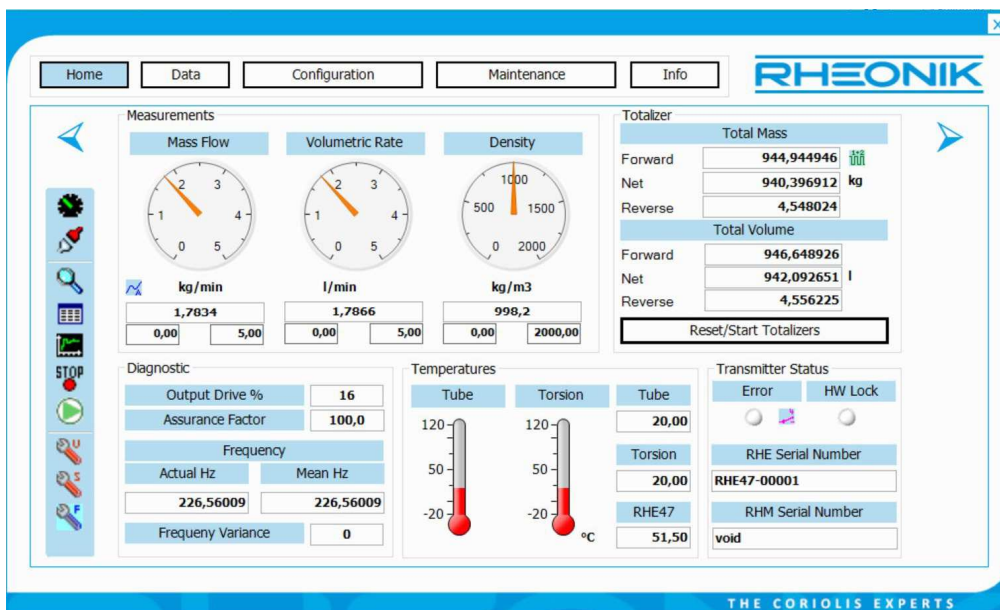 Home Data Configuration Maintenance Info RHEONIK
Measurements
Mass Flow Volumetric Rate Density
0 1 2 3 4 5
0 1 2 3 4 5
0 500 1000 1500 2000
kg/min l/min kg/m3
1,7834 1,7866 998,2
0,00 5,00 0,00 5,00 0,00 2000,00
Totalizer
Total Mass
Forward 944,944946
Net 940,396912 kg
Reverse 4,548024
Total Volume
Forward 946,648926
Net 942,092651 l
Reverse 4,556225
Reset/Start Totalizers
STOP
U
S
F
Diagnostic
Output Drive % 16
Assurance Factor 100,0
Frequency
Actual Hz Mean Hz
226,56009 226,56009
Frequeny Variance 0
Temperatures
Tube Torsion Tube
120 120 20,00
50 50 Torsion
20,00
-20 -20 RHE47
°C 51,50
Transmitter Status
Error HW Lock
RHE Serial Number
RHE47-00001
RHM Serial Number
void
THE CORIOLIS EXPERTS